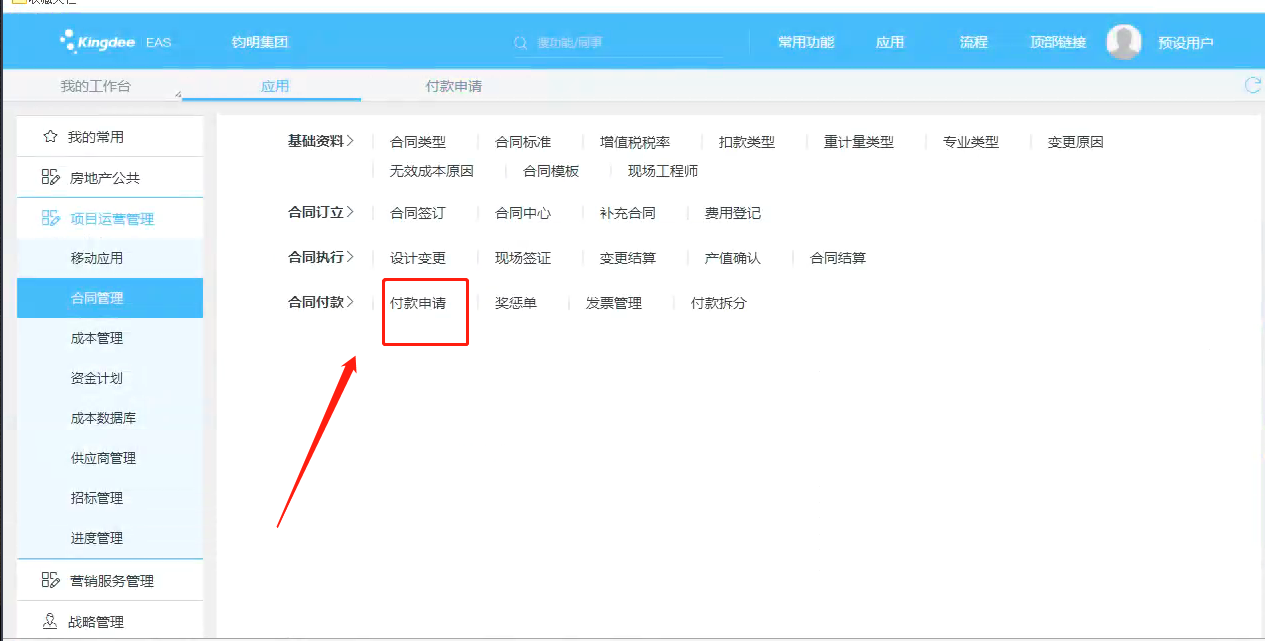 Kingdee EAS 钧明集团 搜功能/同事 常用功能 应用 流程 顶部链接 预设用户
我的工作台 应用 付款申请
我的常用
房地产公共
项目运营管理
移动应用
合同管理
成本管理
资金计划
成本数据库
供应商管理
招标管理
进度管理
营销服务管理
战略管理
基础资料 合同类型 合同标准 增值税税率 扣款类型 重计量类型 专业类型 变更原因
无效成本原因 合同模板 现场工程师
合同订立 合同签订 合同中心 补充合同 费用登记
合同执行 设计变更 现场签证 变更结算 产值确认 合同结算
合同付款 付款申请 奖惩单 发票管理 付款拆分